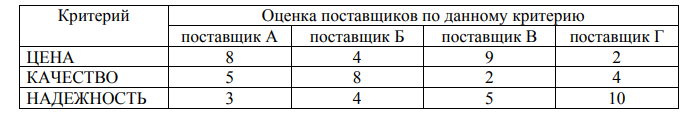 Критерий Оценка поставщиков по данному критерию
поставщик А поставщик Б поставщик В поставщик Г
ЦЕНА 8 4 9 2
КАЧЕСТВО 5 8 2 4
НАДЕЖНОСТЬ 3 4 5 10